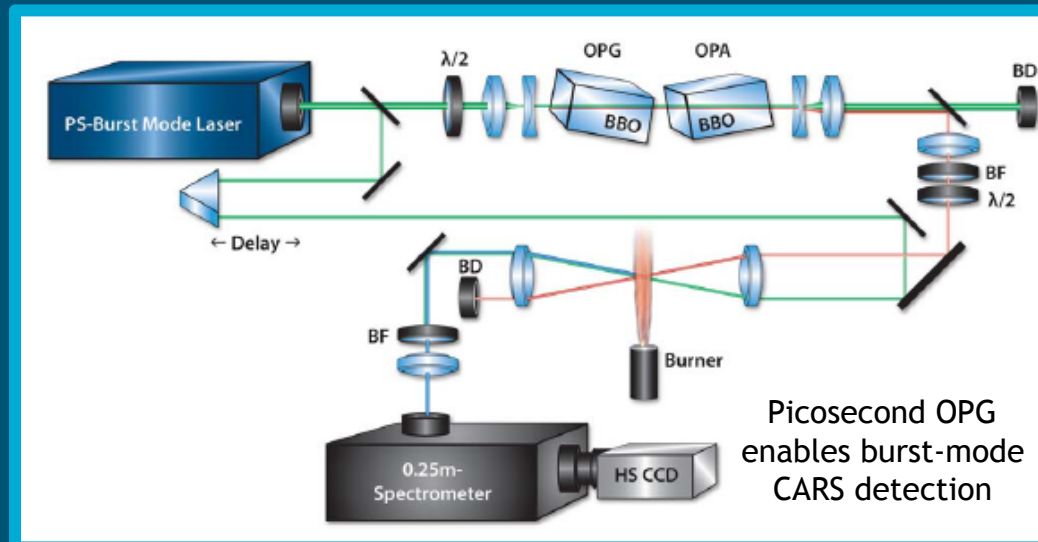 PS-Burst Mode Laser
λ/2
OPG
BBO
OPA
BBO
BD
BF
λ/2
← Delay →
BD
BF
Burner
0.25m-
Spectrometer
HS CCD
Picosecond OPG
enables burst-mode
CARS detection